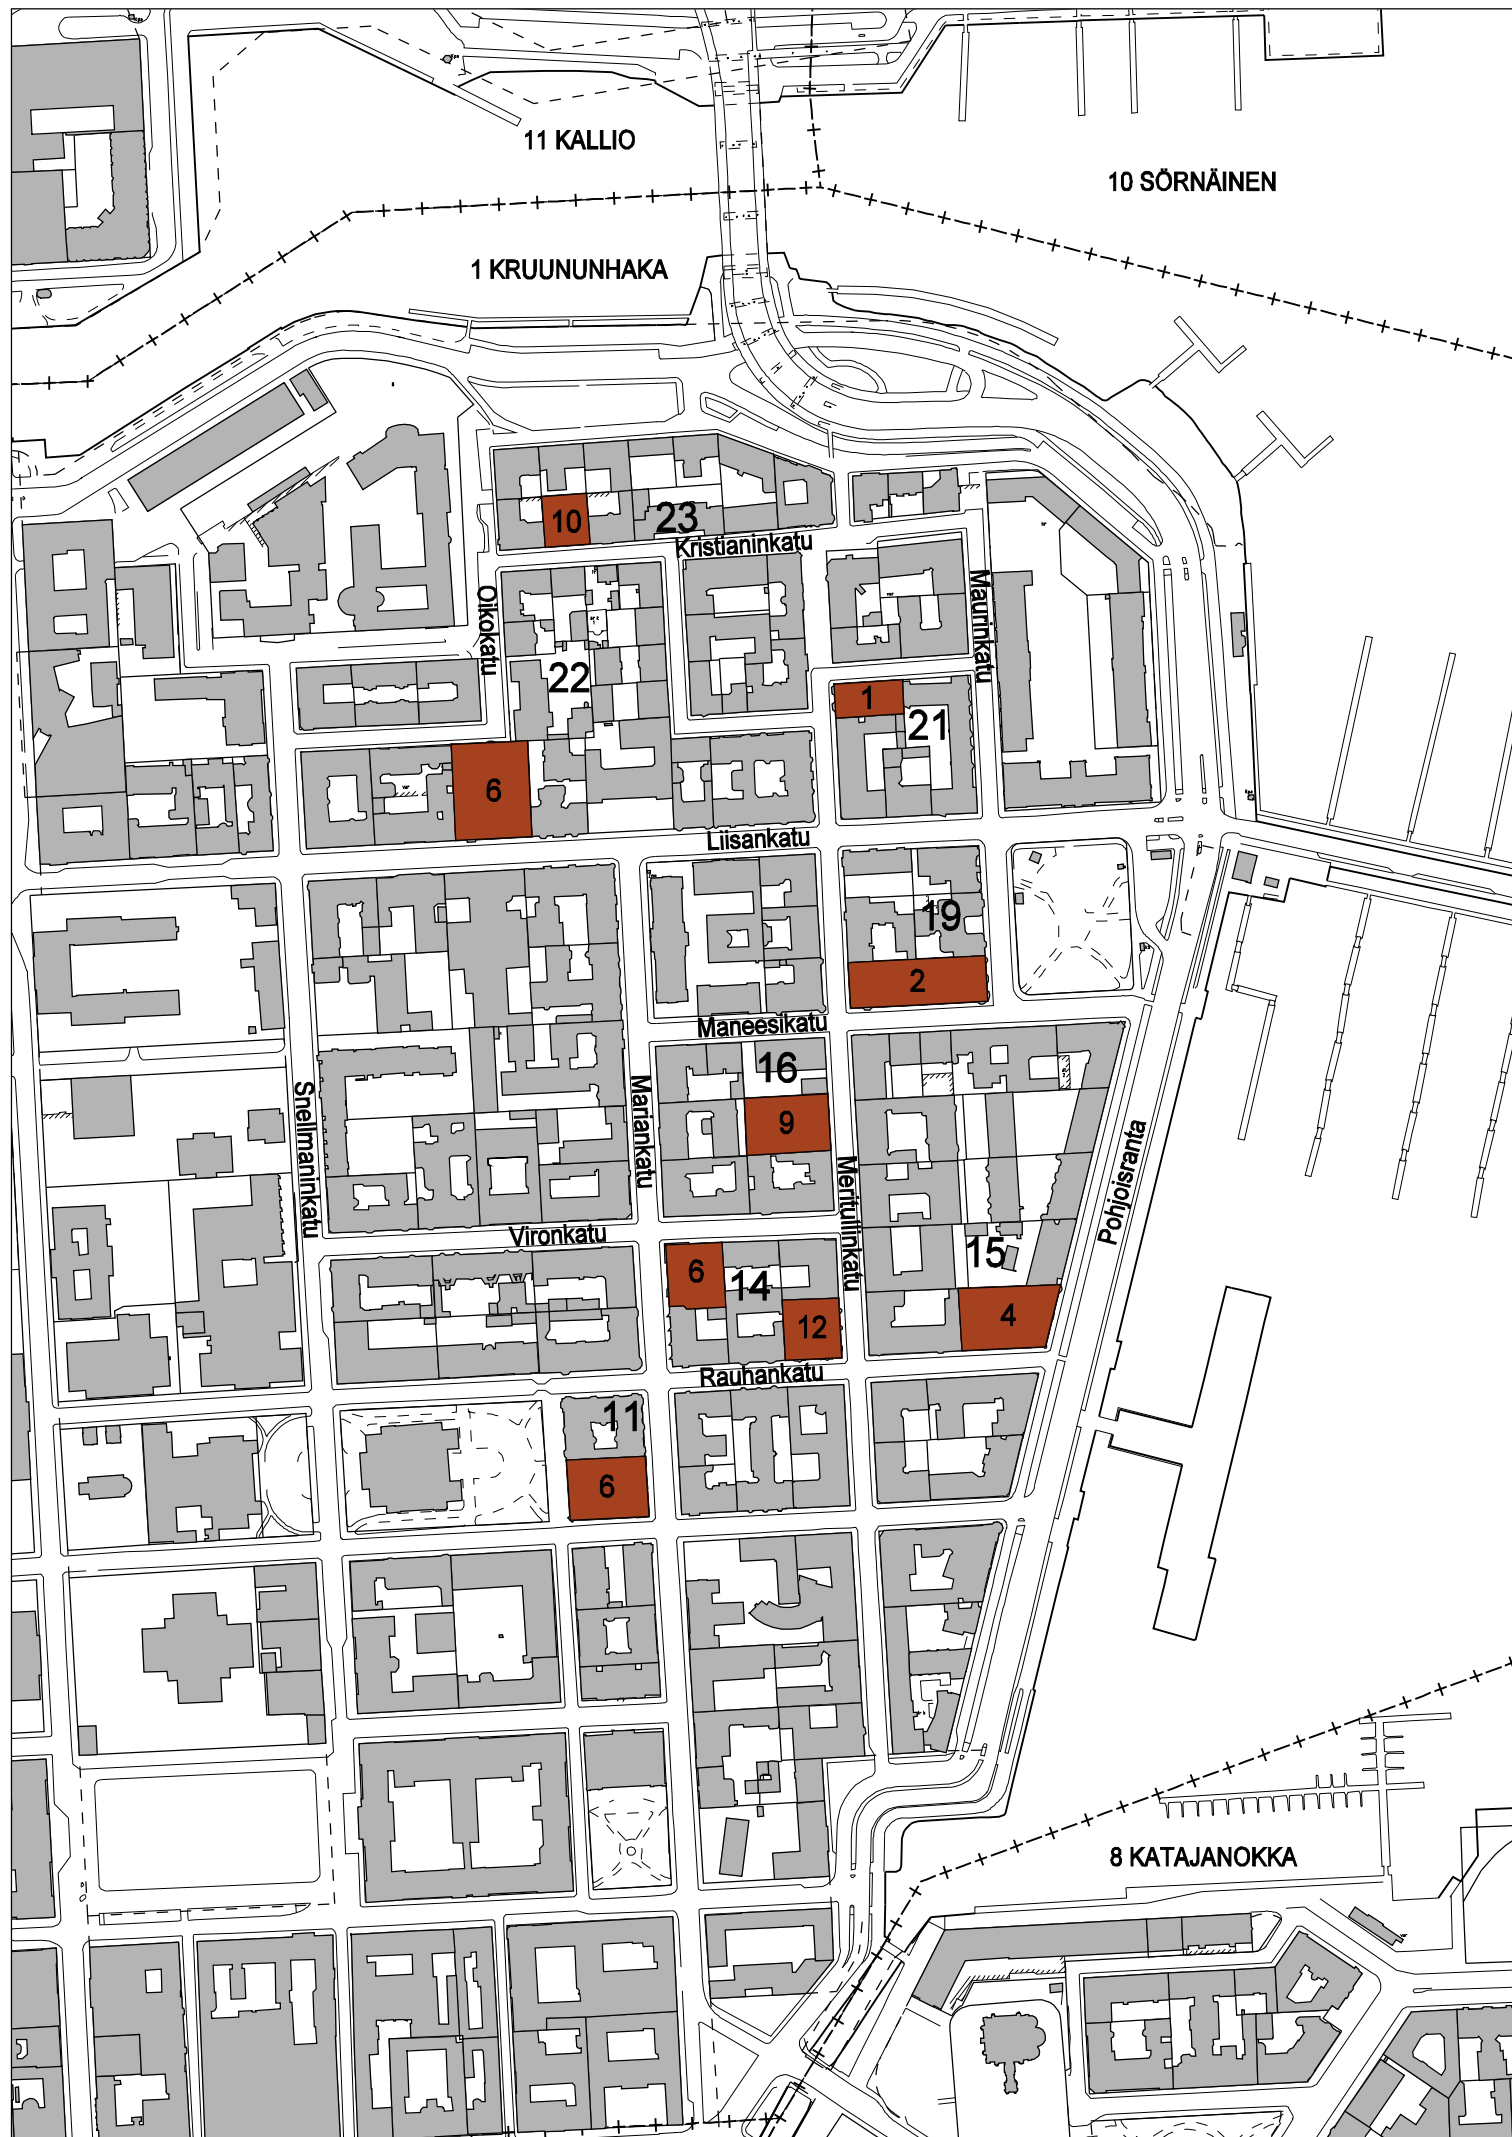 11 KALLIO
10 SÖRNÄINEN
1 KRUUNUNHAKA
10
23
Kristianinkatu
Oikokatu
Maurinkatu
22
1
21
6
Liisankatu
19
2
Maneesikatu
16
Snellmaninkatu
Mariankatu
9
Meritullinkatu
Pohjoisranta
Vironkatu
15
6
14
12
4
Rauhankatu
11
6
8 KATAJANOKKA